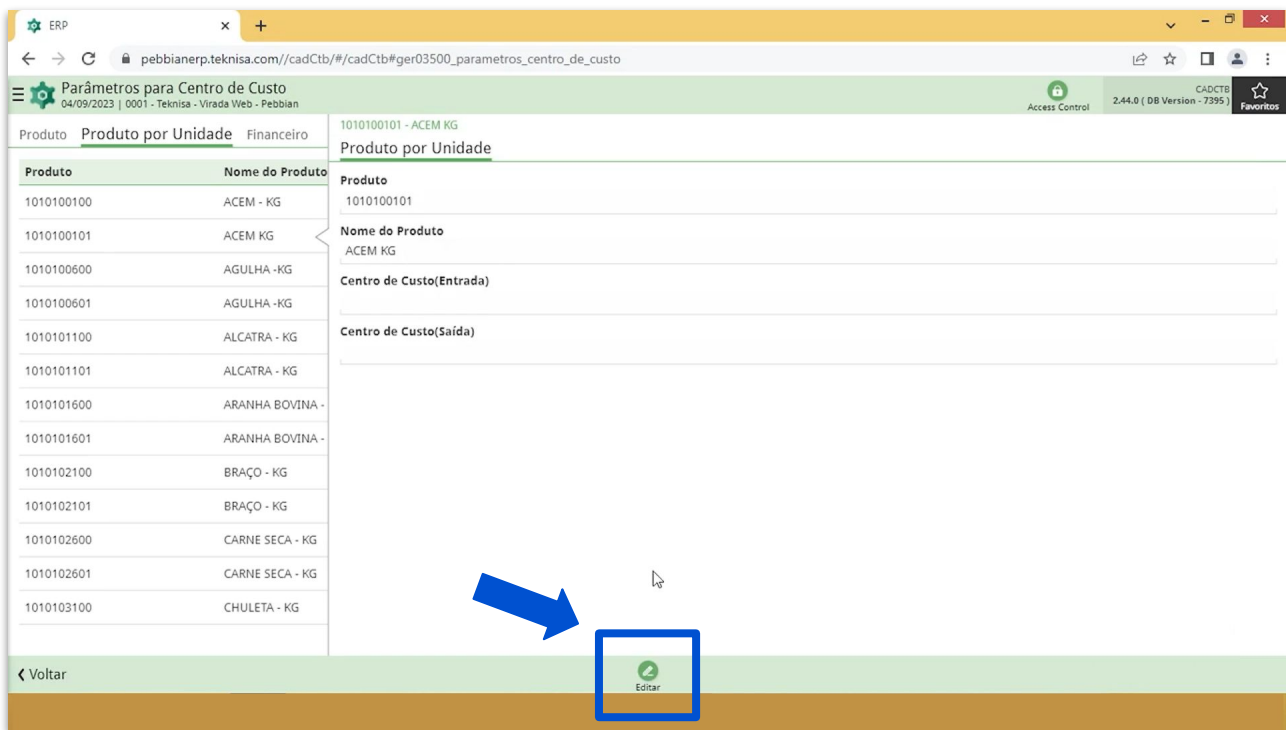 ERP
pebbianerp.teknisa.com//cadCtb/#/cadCtb#ger03500_parametros_centro_de_custo
Parâmetros para Centro de Custo
04/09/2023 | 0001 - Teknisa - Virada Web - Pebbian
Access Control
CADCTB
2.44.0 ( DB Version - 7395 )
Favoritos
Produto Produto por Unidade Financeiro
Produto Nome do Produto
1010100100 ACEM - KG
1010100101 ACEM KG
1010100600 AGULHA -KG
1010100601 AGULHA -KG
1010101100 ALCATRA - KG
1010101101 ALCATRA - KG
1010101600 ARANHA BOVINA -
1010101601 ARANHA BOVINA -
1010102100 BRAÇO - KG
1010102101 BRAÇO - KG
1010102600 CARNE SECA - KG
1010102601 CARNE SECA - KG
1010103100 CHULETA - KG
1010100101 - ACEM KG
Produto por Unidade
Produto
1010100101
Nome do Produto
ACEM KG
Centro de Custo(Entrada)
Centro de Custo(Saída)
Voltar
Editar